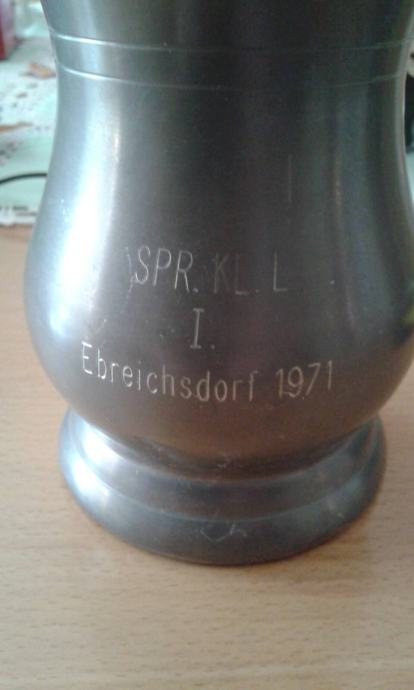 SPR. KL. L
I.
Ebreichsdorf 1971